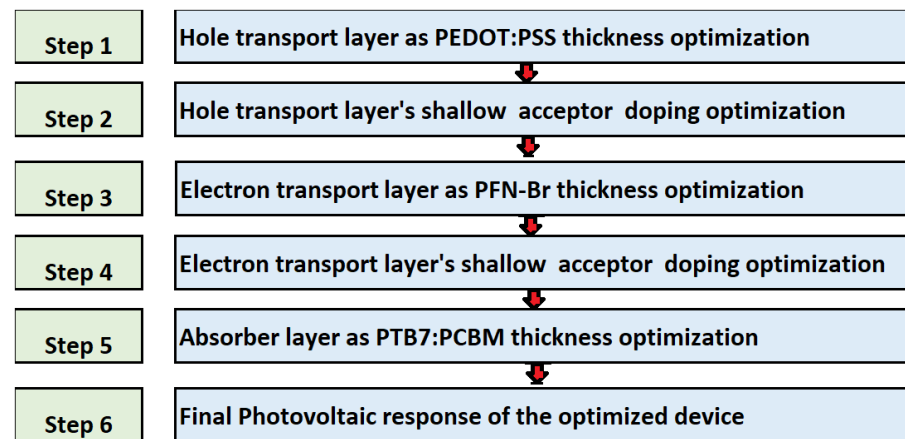 Step 1
Hole transport layer as PEDOT:PSS thickness optimization
Step 2
Hole transport layer's shallow acceptor doping optimization
Step 3
Electron transport layer as PFN-Br thickness optimization
Step 4
Electron transport layer's shallow acceptor doping optimization
Step 5
Absorber layer as PTB7:PCBM thickness optimization
Step 6
Final Photovoltaic response of the optimized device